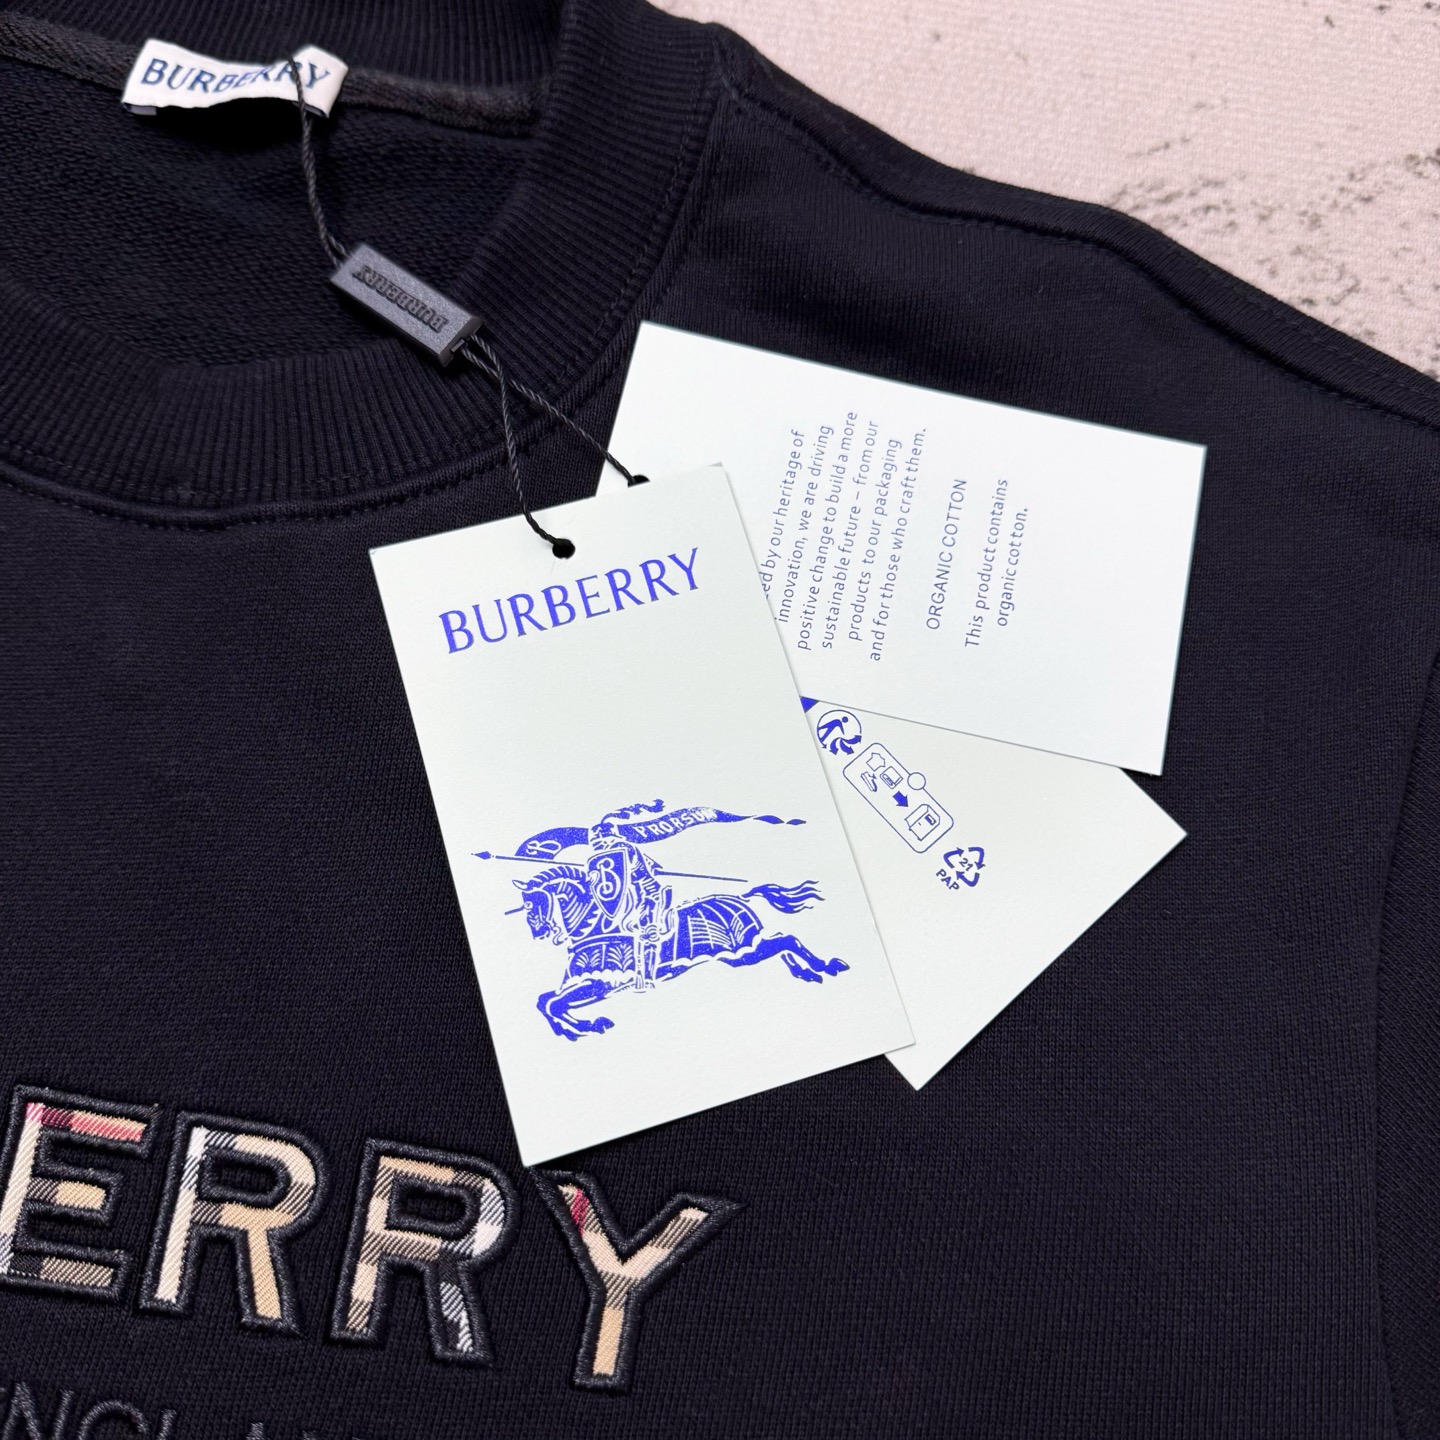 BURBERRY
BURBERRY
BURBERRY
PRORSUM
B
B
by our heritage of
innovation, we are driving
positive change to build a more
sustainable future – from our
products to our packaging
and for those who craft them.
ORGANIC COTTON
This product contains
organic cotton.
21
PAP
ERRY